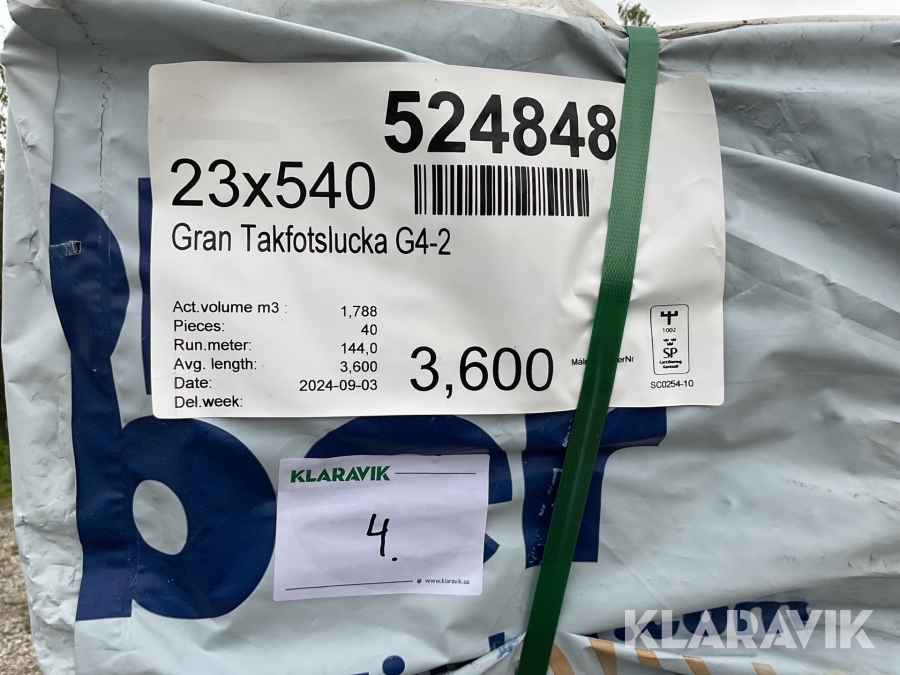 524848
23x540
Gran Takfotslucka G4-2
Act.volume m3 : 1,788
Pieces: 40
Run.meter: 144,0
Avg. length: 3,600
Date: 2024-09-03
Del.week:
3,600
1002
SP
Certifiering
SC0254-10
ber
KLARAVIK
4.
www.klaravik.se
KLARAVIK